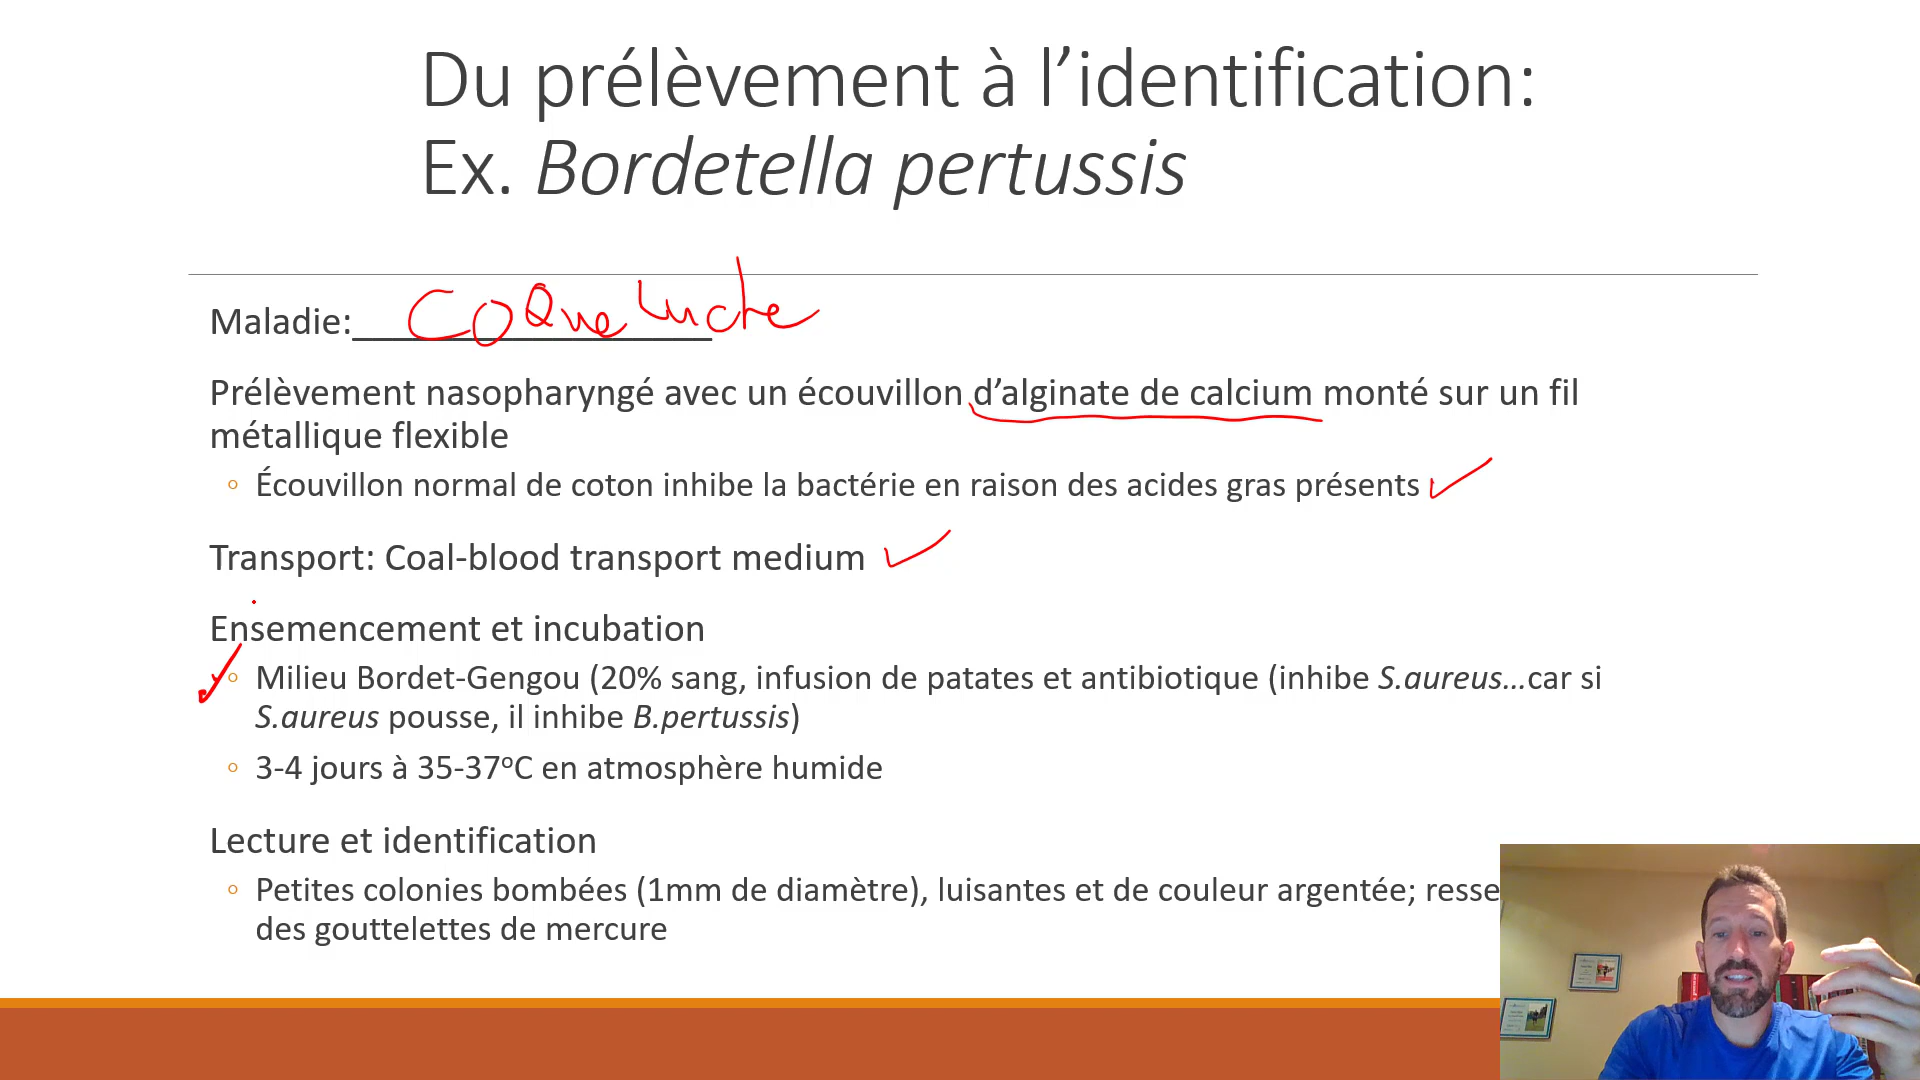 Du prélèvement à l’identification:
Ex. Bordetella pertussis
Maladie: Coqueluche
Prélèvement nasopharyngé avec un écouvillon d’alginate de calcium monté sur un fil
métallique flexible
◦ Écouvillon normal de coton inhibe la bactérie en raison des acides gras présents
Transport: Coal-blood transport medium
Ensemencement et incubation
◦ Milieu Bordet-Gengou (20% sang, infusion de patates et antibiotique (inhibe S.aureus...car si
S.aureus pousse, il inhibe B.pertussis)
◦ 3-4 jours à 35-37°C en atmosphère humide
Lecture et identification
◦ Petites colonies bombées (1mm de diamètre), luisantes et de couleur argentée; resse
des gouttelettes de mercure